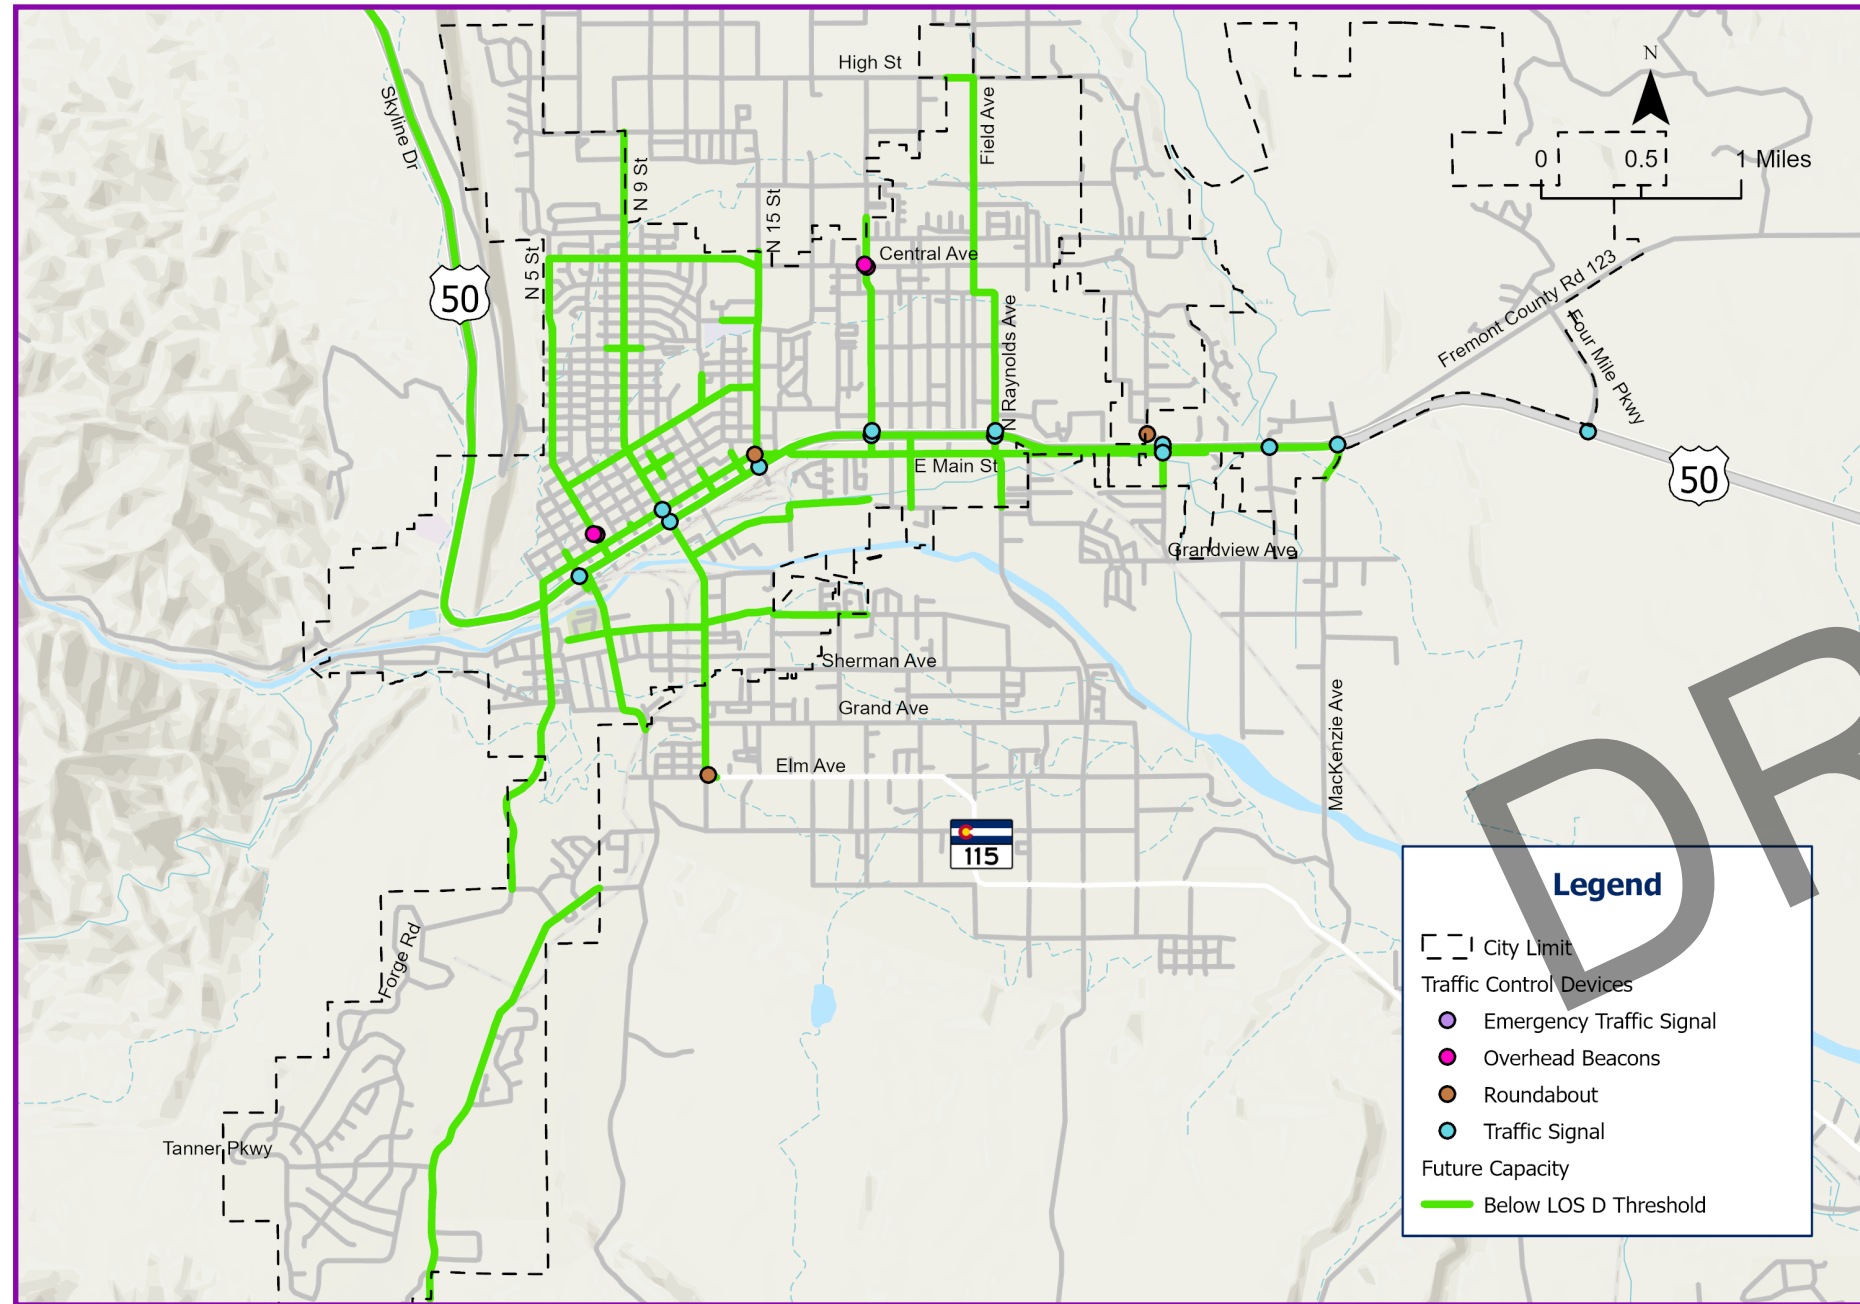 High St
Skyline Dr
Field Ave
N 9 St
N 15 St
N 5 St
Central Ave
N Raynolds Ave
N
0 0.5 1 Miles
Fremont County Rd 123
Four Mile Pkwy
50
50
E Main St
Grandview Ave
Sherman Ave
Grand Ave
Elm Ave
MacKenzie Ave
115
Forge Rd
Tanner Pkwy
DR
Legend
City Limit
Traffic Control Devices
Emergency Traffic Signal
Overhead Beacons
Roundabout
Traffic Signal
Future Capacity
Below LOS D Threshold